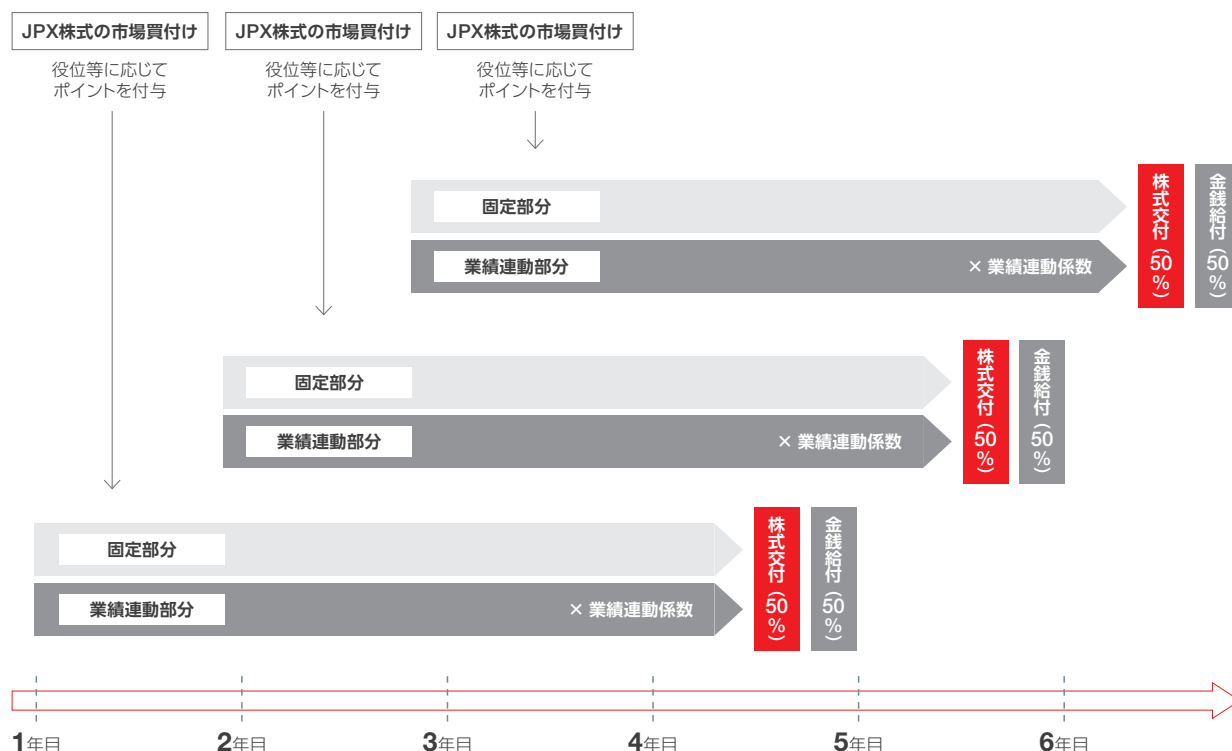 JPX株式の市場買付け
役位等に応じて
ポイントを付与
JPX株式の市場買付け
役位等に応じて
ポイントを付与
JPX株式の市場買付け
役位等に応じて
ポイントを付与
固定部分
業績連動部分
× 業績連動係数
株式交付（50%）
金銭給付（50%）
固定部分
業績連動部分
× 業績連動係数
株式交付（50%）
金銭給付（50%）
固定部分
業績連動部分
× 業績連動係数
株式交付（50%）
金銭給付（50%）
1年目
2年目
3年目
4年目
5年目
6年目